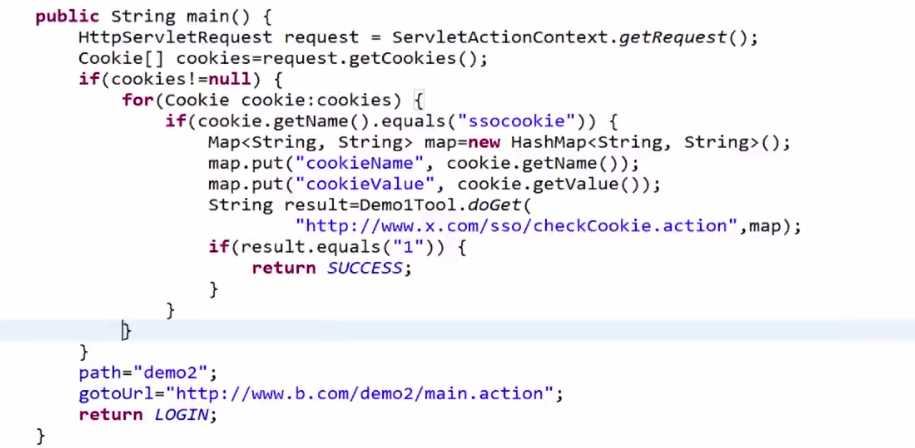 public String main() {
    HttpServletRequest request = ServletActionContext.getRequest();
    Cookie[] cookies=request.getCookies();
    if(cookies!=null) {
        for(Cookie cookie:cookies) {
            if(cookie.getName().equals("ssocookie")) {
                Map<String, String> map=new HashMap<String, String>();
                map.put("cookieName", cookie.getName());
                map.put("cookieValue", cookie.getValue());
                String result=Demo1Tool.doGet(
                        "http://www.x.com/sso/checkCookie.action",map);
                if(result.equals("1")) {
                    return SUCCESS;
                }
            }
        }
    }
    path="demo2";
    gotoUrl="http://www.b.com/demo2/main.action";
    return LOGIN;
}